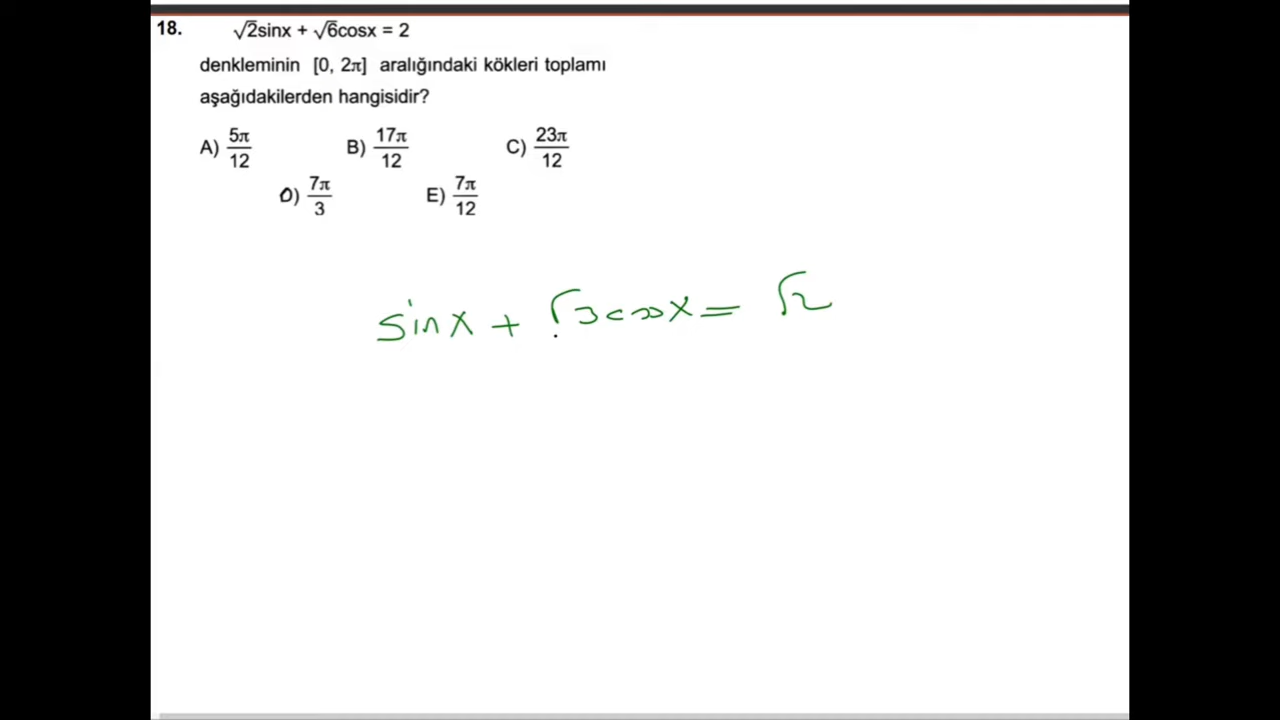 18. √2sinx + √6cosx = 2
denkleminin [0, 2π] aralığındaki kökleri toplamı
aşağıdakilerden hangisidir?
A) 5π/12 B) 17π/12 C) 23π/12
D) 7π/3 E) 7π/12
sinx + √3cosx = √2